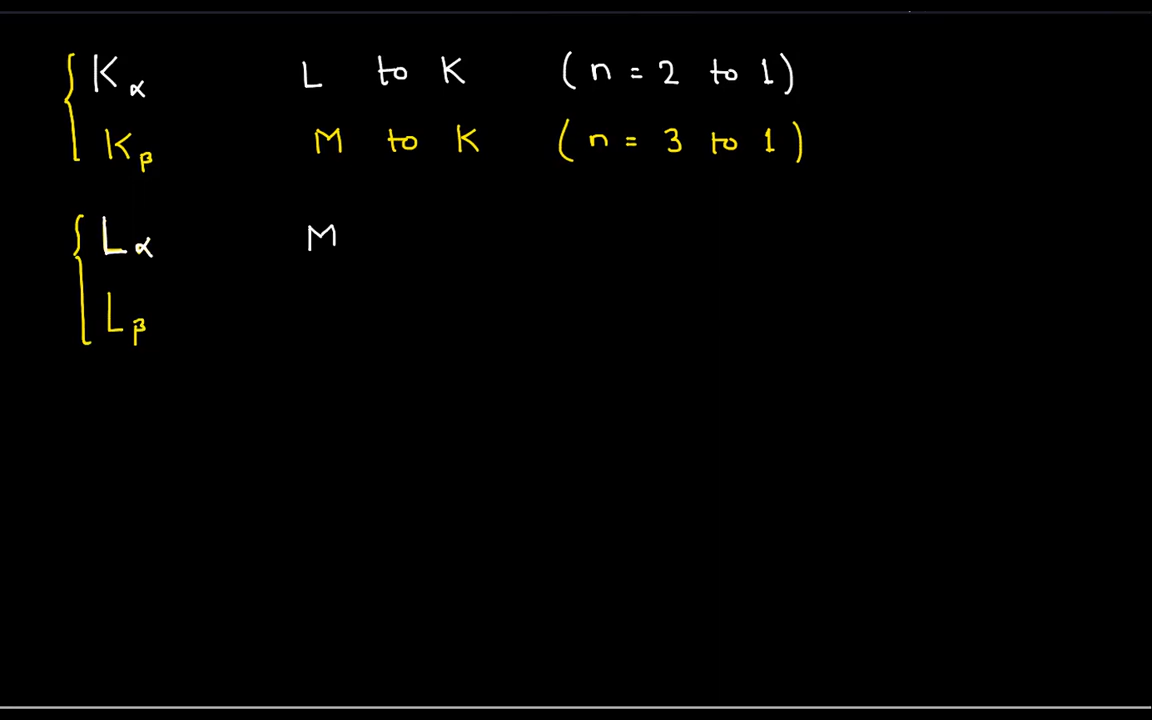 Kα L to K (n = 2 to 1)
Kβ M to K (n = 3 to 1)
Lα M
Lβ